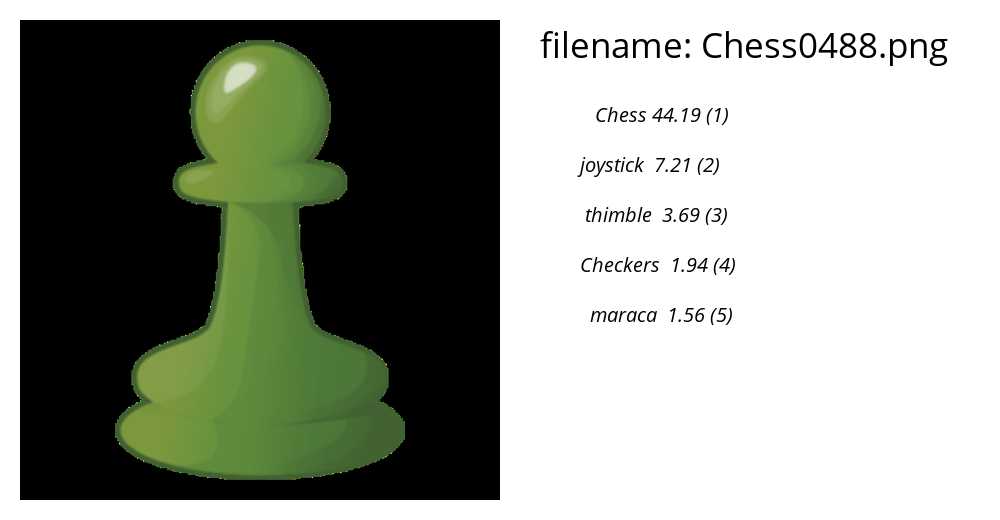 filename: Chess0488.png
Chess 44.19 (1)
joystick 7.21 (2)
thimble 3.69 (3)
Checkers 1.94 (4)
maraca 1.56 (5)